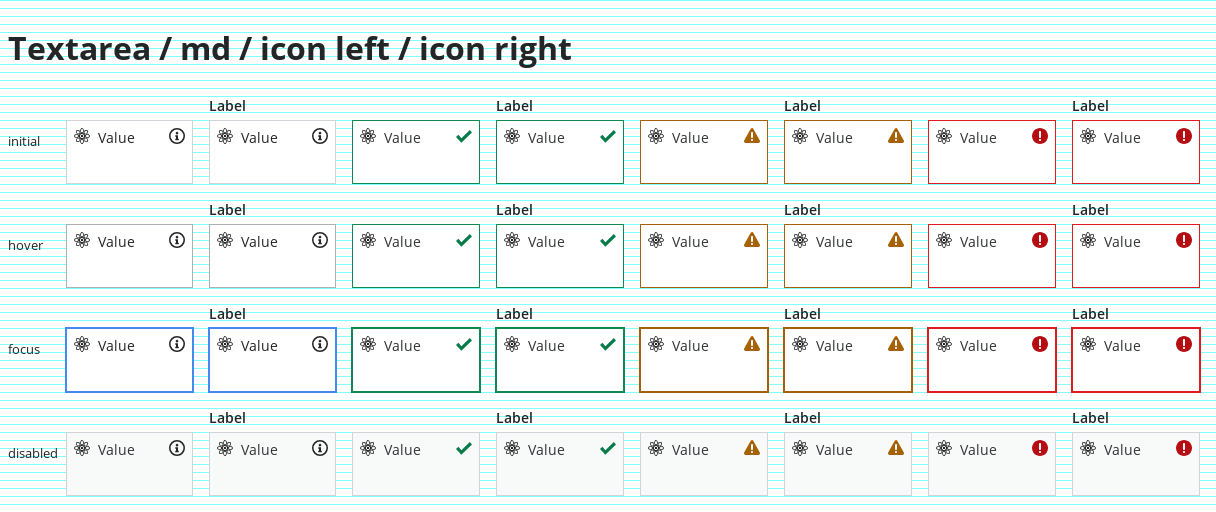 Textarea / md / icon left / icon right
Label Label Label Label
initial Value Value Value Value Value Value Value Value
Label Label Label Label
hover Value Value Value Value Value Value Value Value
Label Label Label Label
focus Value Value Value Value Value Value Value Value
Label Label Label Label
disabled Value Value Value Value Value Value Value Value